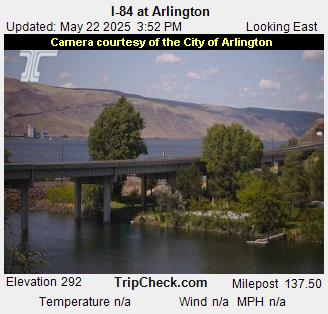 I-84 at Arlington
Updated: May 22 2025 3:52 PM Looking East
Camera courtesy of the City of Arlington
Elevation 292 TripCheck.com Milepost 137.50
Temperature n/a Wind n/a MPH n/a